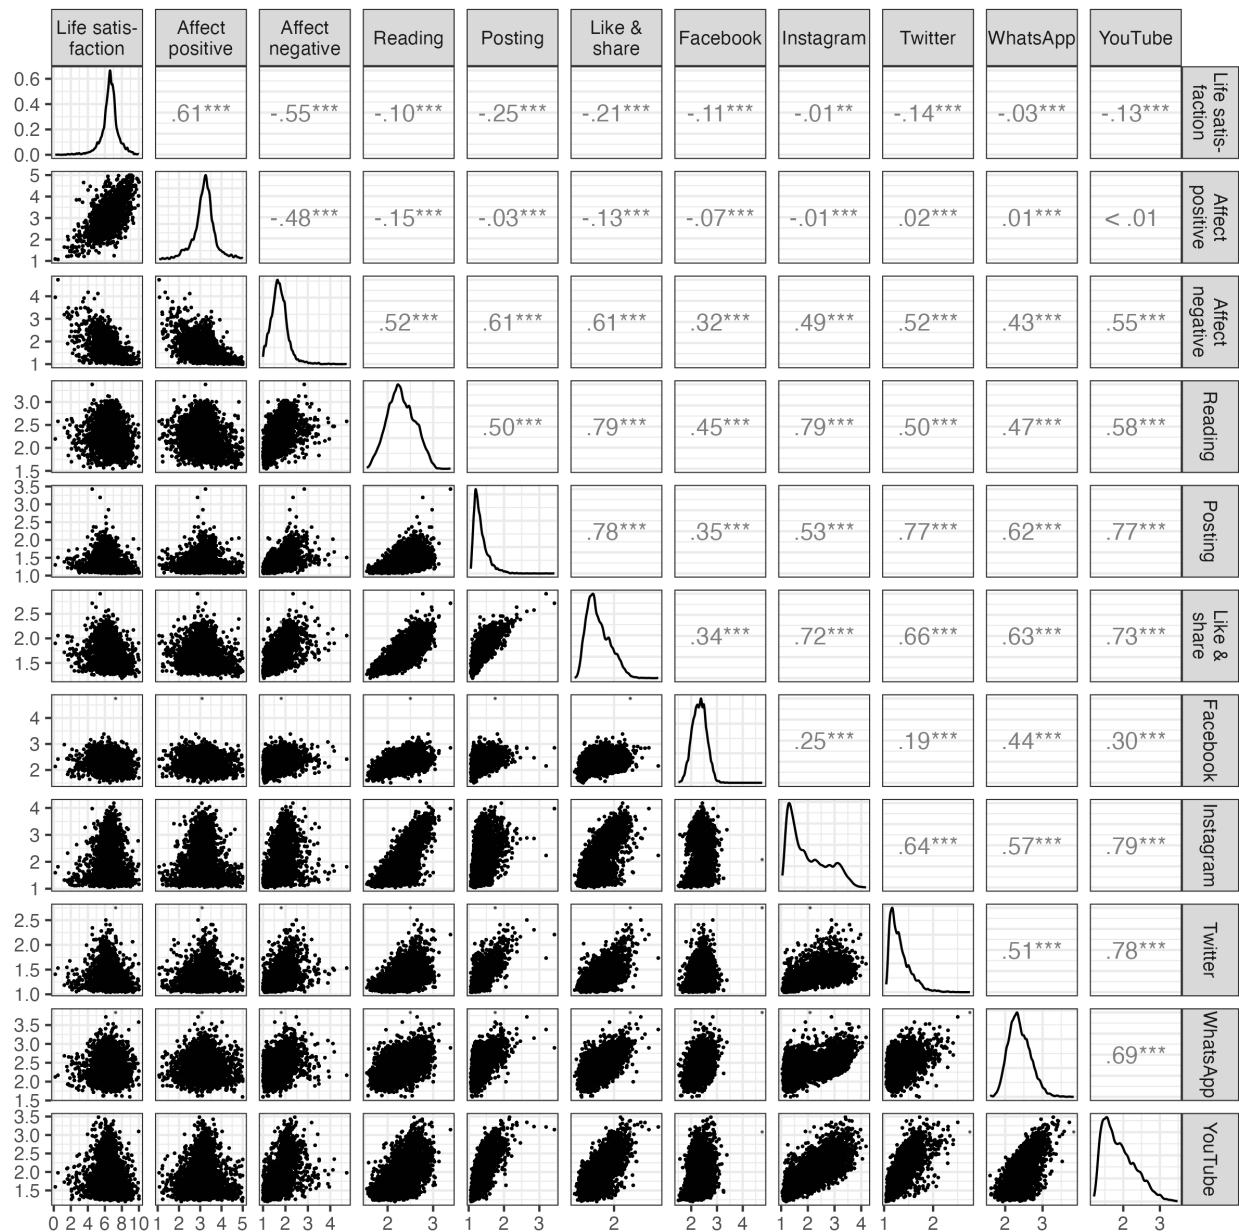 Life satis-
faction
Affect
positive
Affect
negative
Reading
Posting
Like &
share
Facebook
Instagram
Twitter
WhatsApp
YouTube
0.6
0.4
0.2
0.0
.61***
-.55***
-.10***
-.25***
-.21***
-.11***
-.01**
-.14***
-.03***
-.13***
Life satis-
faction
5
4
3
2
1
-.48***
-.15***
-.03***
-.13***
-.07***
-.01***
.02***
.01***
< .01
Affect
positive
4
3
2
1
.52***
.61***
.61***
.32***
.49***
.52***
.43***
.55***
Affect
negative
3.0
2.5
2.0
1.5
.50***
.79***
.45***
.79***
.50***
.47***
.58***
Reading
3.5
3.0
2.5
2.0
1.5
1.0
.78***
.35***
.53***
.77***
.62***
.77***
Posting
2.5
2.0
1.5
.34***
.72***
.66***
.63***
.73***
Like &
share
4
3
2
.25***
.19***
.44***
.30***
Facebook
4
3
2
1
.64***
.57***
.79***
Instagram
2.5
2.0
1.5
1.0
.51***
.78***
Twitter
3.5
3.0
2.5
2.0
1.5
.69***
WhatsApp
3.5
3.0
2.5
2.0
1.5
YouTube
0 2 4 6 8 10
1 2 3 4 5
1 2 3 4
2 3
1 2 3
2
2 3 4
1 2 3 4
1 2
2 3
2 3